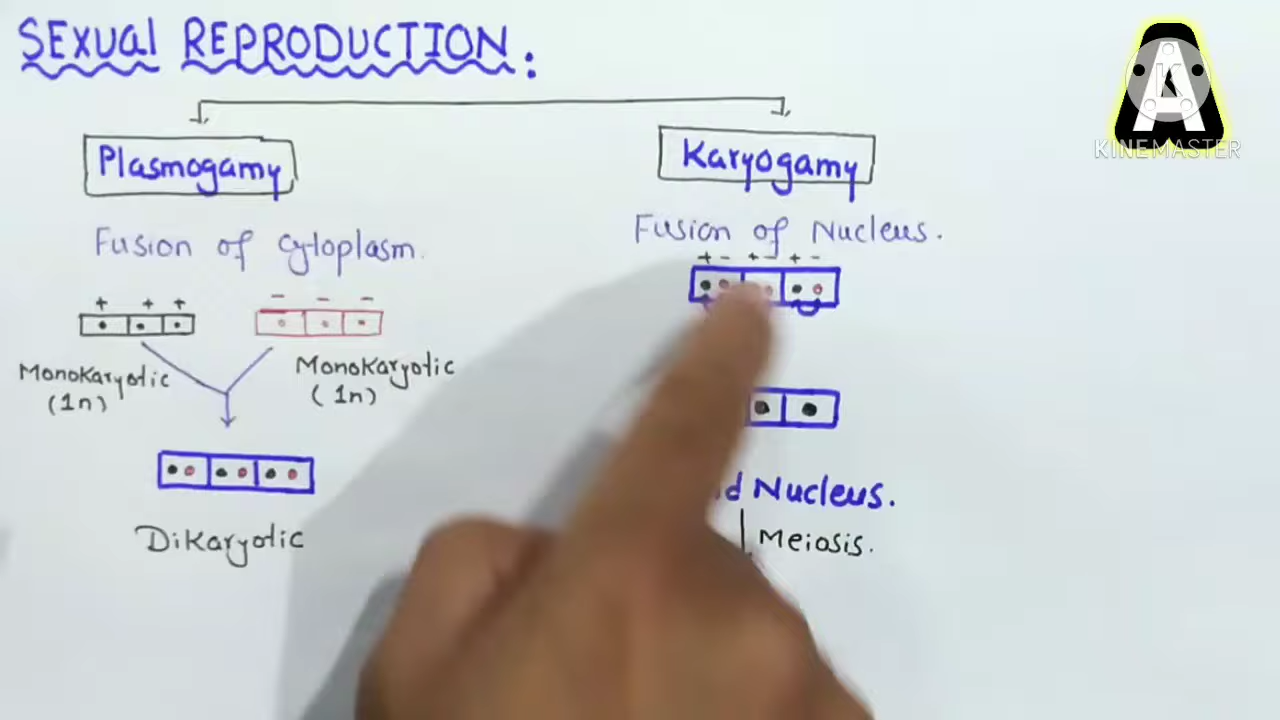 SEXUAL REPRODUCTION:
Plasmogamy
Fusion of Cytoplasm.
+ + +
- - -
MonoKaryotic
(1n)
MonoKaryotic
(1n)
DiKaryotic
Karyogamy
Fusion of Nucleus.
+ - + - + -
Nucleus.
Meiosis.
A
K
KINEMASTER